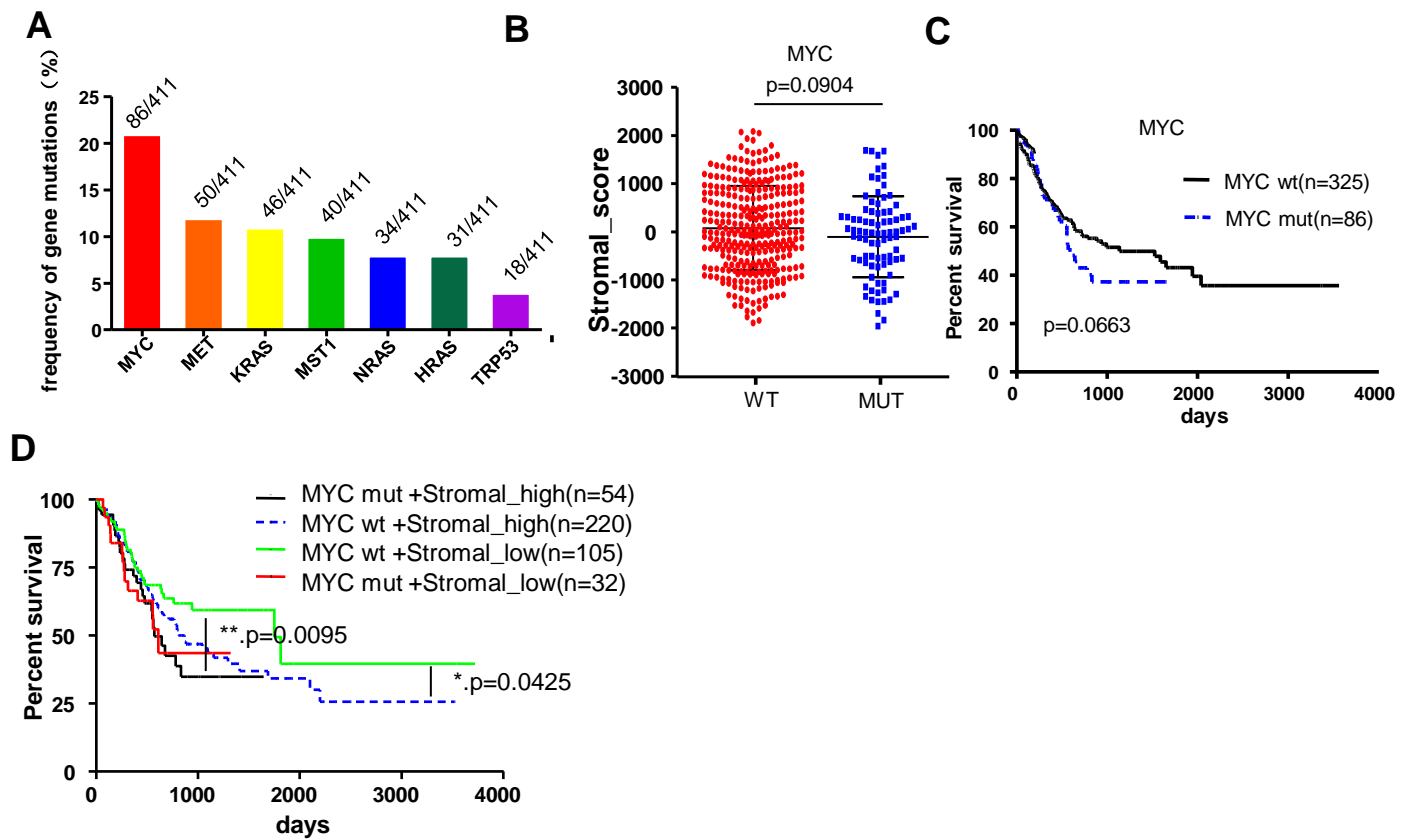 A
frequency of gene mutations (%)
25
20
15
10
5
0
86/411
50/411
46/411
40/411
34/411
31/411
18/411
MYC
MET
KRAS
MST1
NRAS
HRAS
TRP53
B
MYC
p=0.0904
Stromal_score
3000
2000
1000
0
-1000
-2000
-3000
WT
MUT
C
MYC
Percent survival
100
80
60
40
20
0
MYC wt(n=325)
MYC mut(n=86)
p=0.0663
0
1000
2000
3000
4000
days
D
MYC mut +Stromal_high(n=54)
MYC wt +Stromal_high(n=220)
MYC wt +Stromal_low(n=105)
MYC mut +Stromal_low(n=32)
Percent survival
100
75
50
25
0
**.p=0.0095
*.p=0.0425
0
1000
2000
3000
4000
days